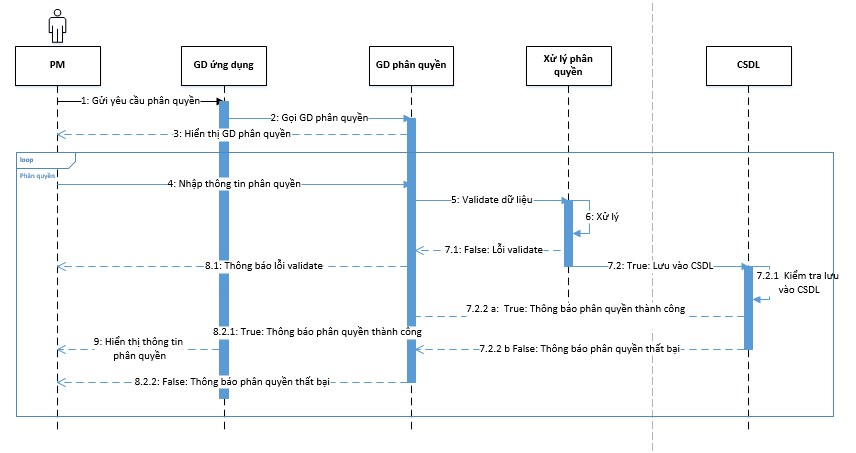 PM
GD ứng dụng
GD phân quyền
Xử lý phân
quyền
CSDL
1: Gửi yêu cầu phân quyền
2: Gọi GD phân quyền
3: Hiển thị GD phân quyền
loop
Phân quyền
4: Nhập thông tin phân quyền
5: Validate dữ liệu
6: Xử lý
7.1: False: Lỗi validate
8.1: Thông báo lỗi validate
7.2: True: Lưu vào CSDL
7.2.1 Kiểm tra lưu
vào CSDL
7.2.2 a: True: Thông báo phân quyền thành công
8.2.1: True: Thông báo phân quyền thành công
9: Hiển thị thông tin
phân quyền
7.2.2 b False: Thông báo phân quyền thất bại
8.2.2: False: Thông báo phân quyền thất bại